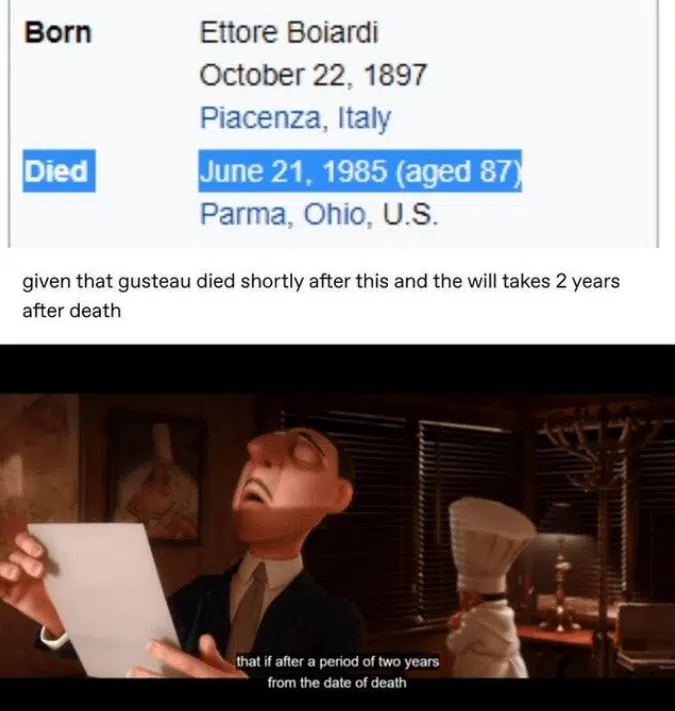 Born Ettore Boiardi
October 22, 1897
Piacenza, Italy
Died June 21, 1985 (aged 87)
Parma, Ohio, U.S.
given that gusteau died shortly after this and the will takes 2 years
after death
that if after a period of two years
from the date of death